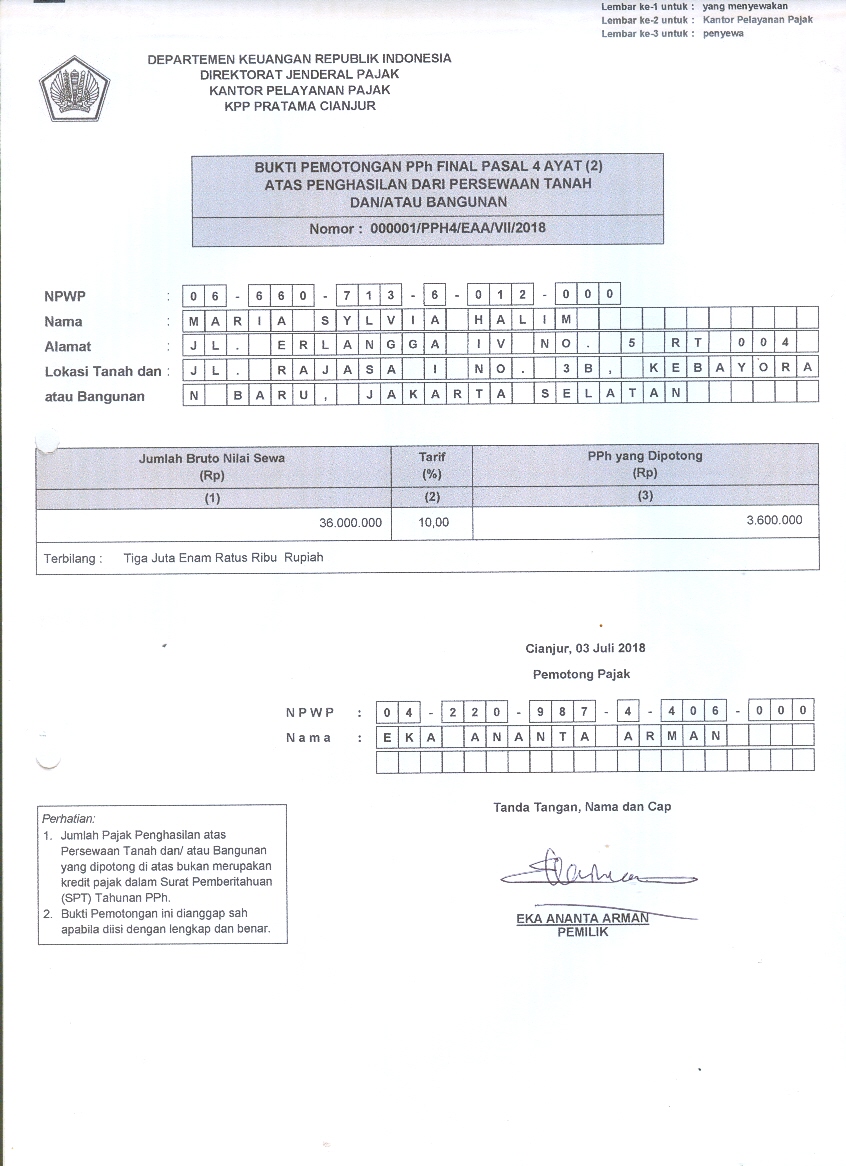 Lembar ke-1 untuk : yang menyewakan
Lembar ke-2 untuk : Kantor Pelayanan Pajak
Lembar ke-3 untuk : penyewa
DEPARTEMEN KEUANGAN REPUBLIK INDONESIA
DIREKTORAT JENDERAL PAJAK
KANTOR PELAYANAN PAJAK
KPP PRATAMA CIANJUR
BUKTI PEMOTONGAN PPh FINAL PASAL 4 AYAT (2)
ATAS PENGHASILAN DARI PERSEWAAN TANAH
DAN/ATAU BANGUNAN
Nomor : 000001/PPH4/EAA/VII/2018
NPWP : 06-660-713-6-012-000
Nama : MARIA SYLVIA HALIM
Alamat : JL. ERLANGGA IV NO. 5 RT 004
Lokasi Tanah dan : JL. RAJASA I NO. 3B, KEBAYORA
atau Bangunan N BARU, JAKARTA SELATAN
Jumlah Bruto Nilai Sewa (Rp) Tarif (%) PPh yang Dipotong (Rp)
(1) (2) (3)
36.000.000 10,00 3.600.000
Terbilang : Tiga Juta Enam Ratus Ribu Rupiah
Cianjur, 03 Juli 2018
Pemotong Pajak
NPWP : 04-220-987-4-406-000
Nama : EKA ANANTA ARMAN
Tanda Tangan, Nama dan Cap
EKA ANANTA ARMAN
PEMILIK
Perhatian:
1. Jumlah Pajak Penghasilan atas
Persewaan Tanah dan/ atau Bangunan
yang dipotong di atas bukan merupakan
kredit pajak dalam Surat Pemberitahuan
(SPT) Tahunan PPh.
2. Bukti Pemotongan ini dianggap sah
apabila diisi dengan lengkap dan benar.